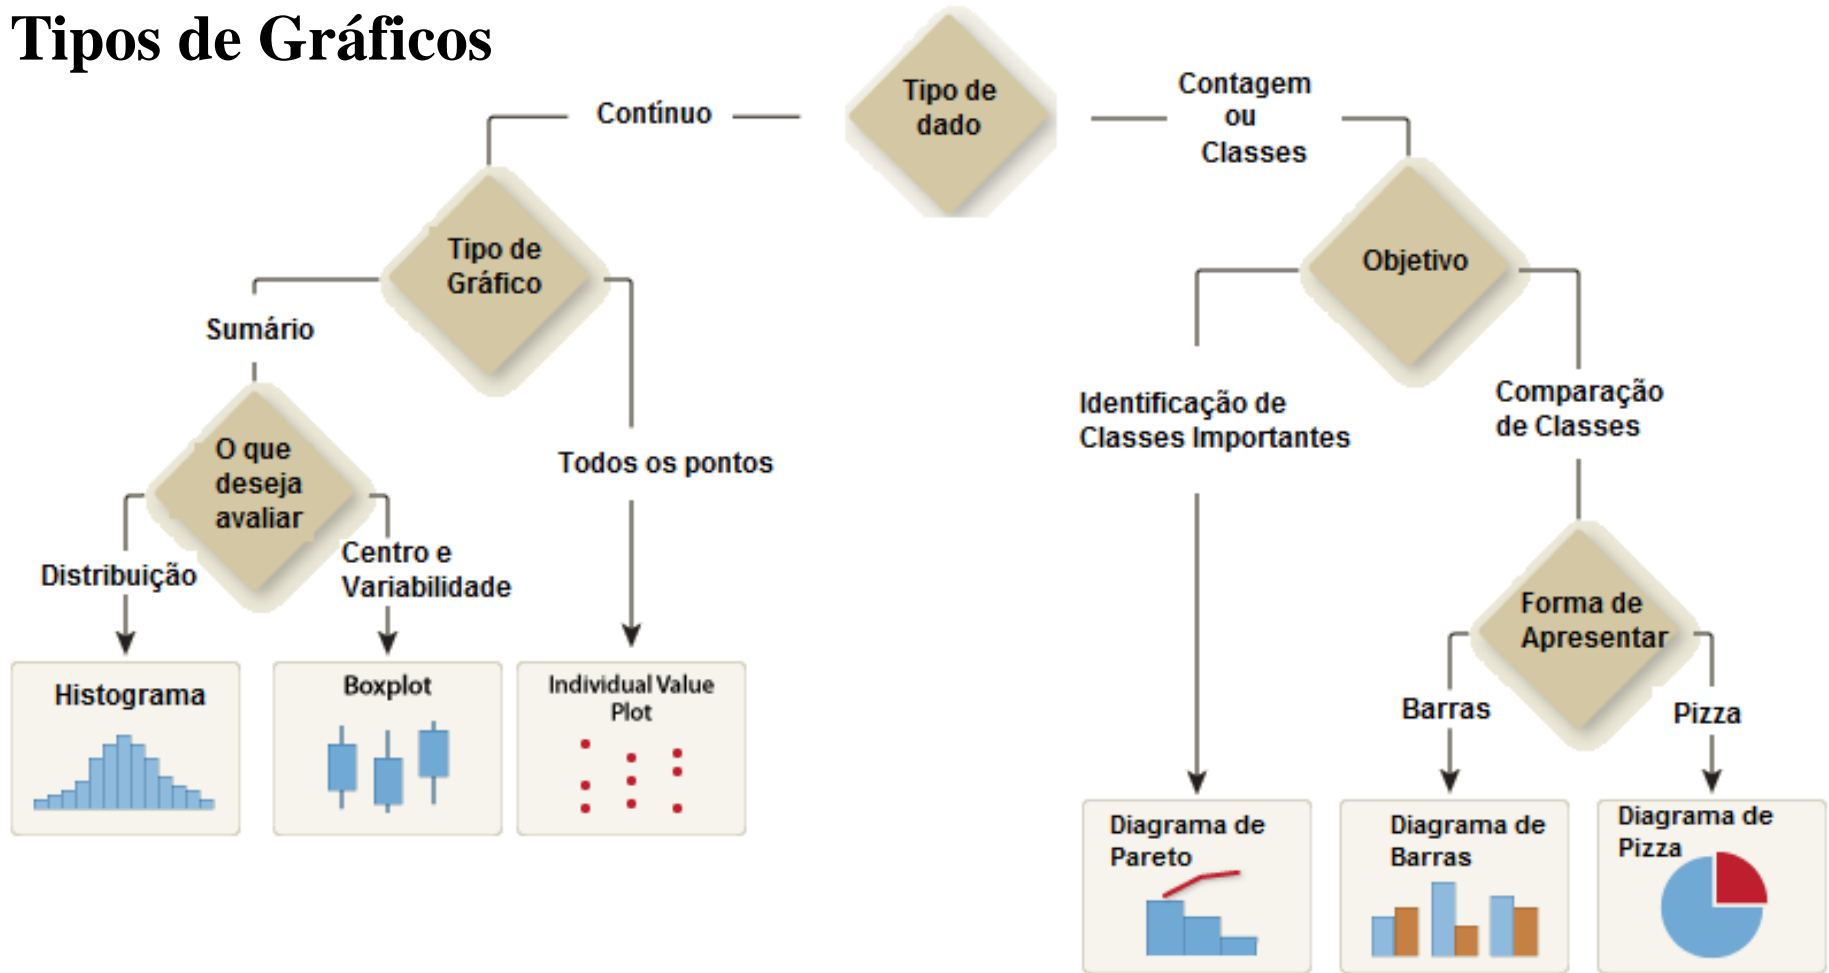 Tipos de Gráficos
Tipo de
dado
Contínuo
Contagem
ou
Classes
Tipo de
Gráfico
Objetivo
Sumário
Todos os pontos
Identificação de
Classes Importantes
Comparação
de Classes
O que
deseja
avaliar
Distribuição
Centro e
Variabilidade
Forma de
Apresentar
Barras
Pizza
Histograma
Boxplot
Individual Value
Plot
Diagrama de
Pareto
Diagrama de
Barras
Diagrama de
Pizza